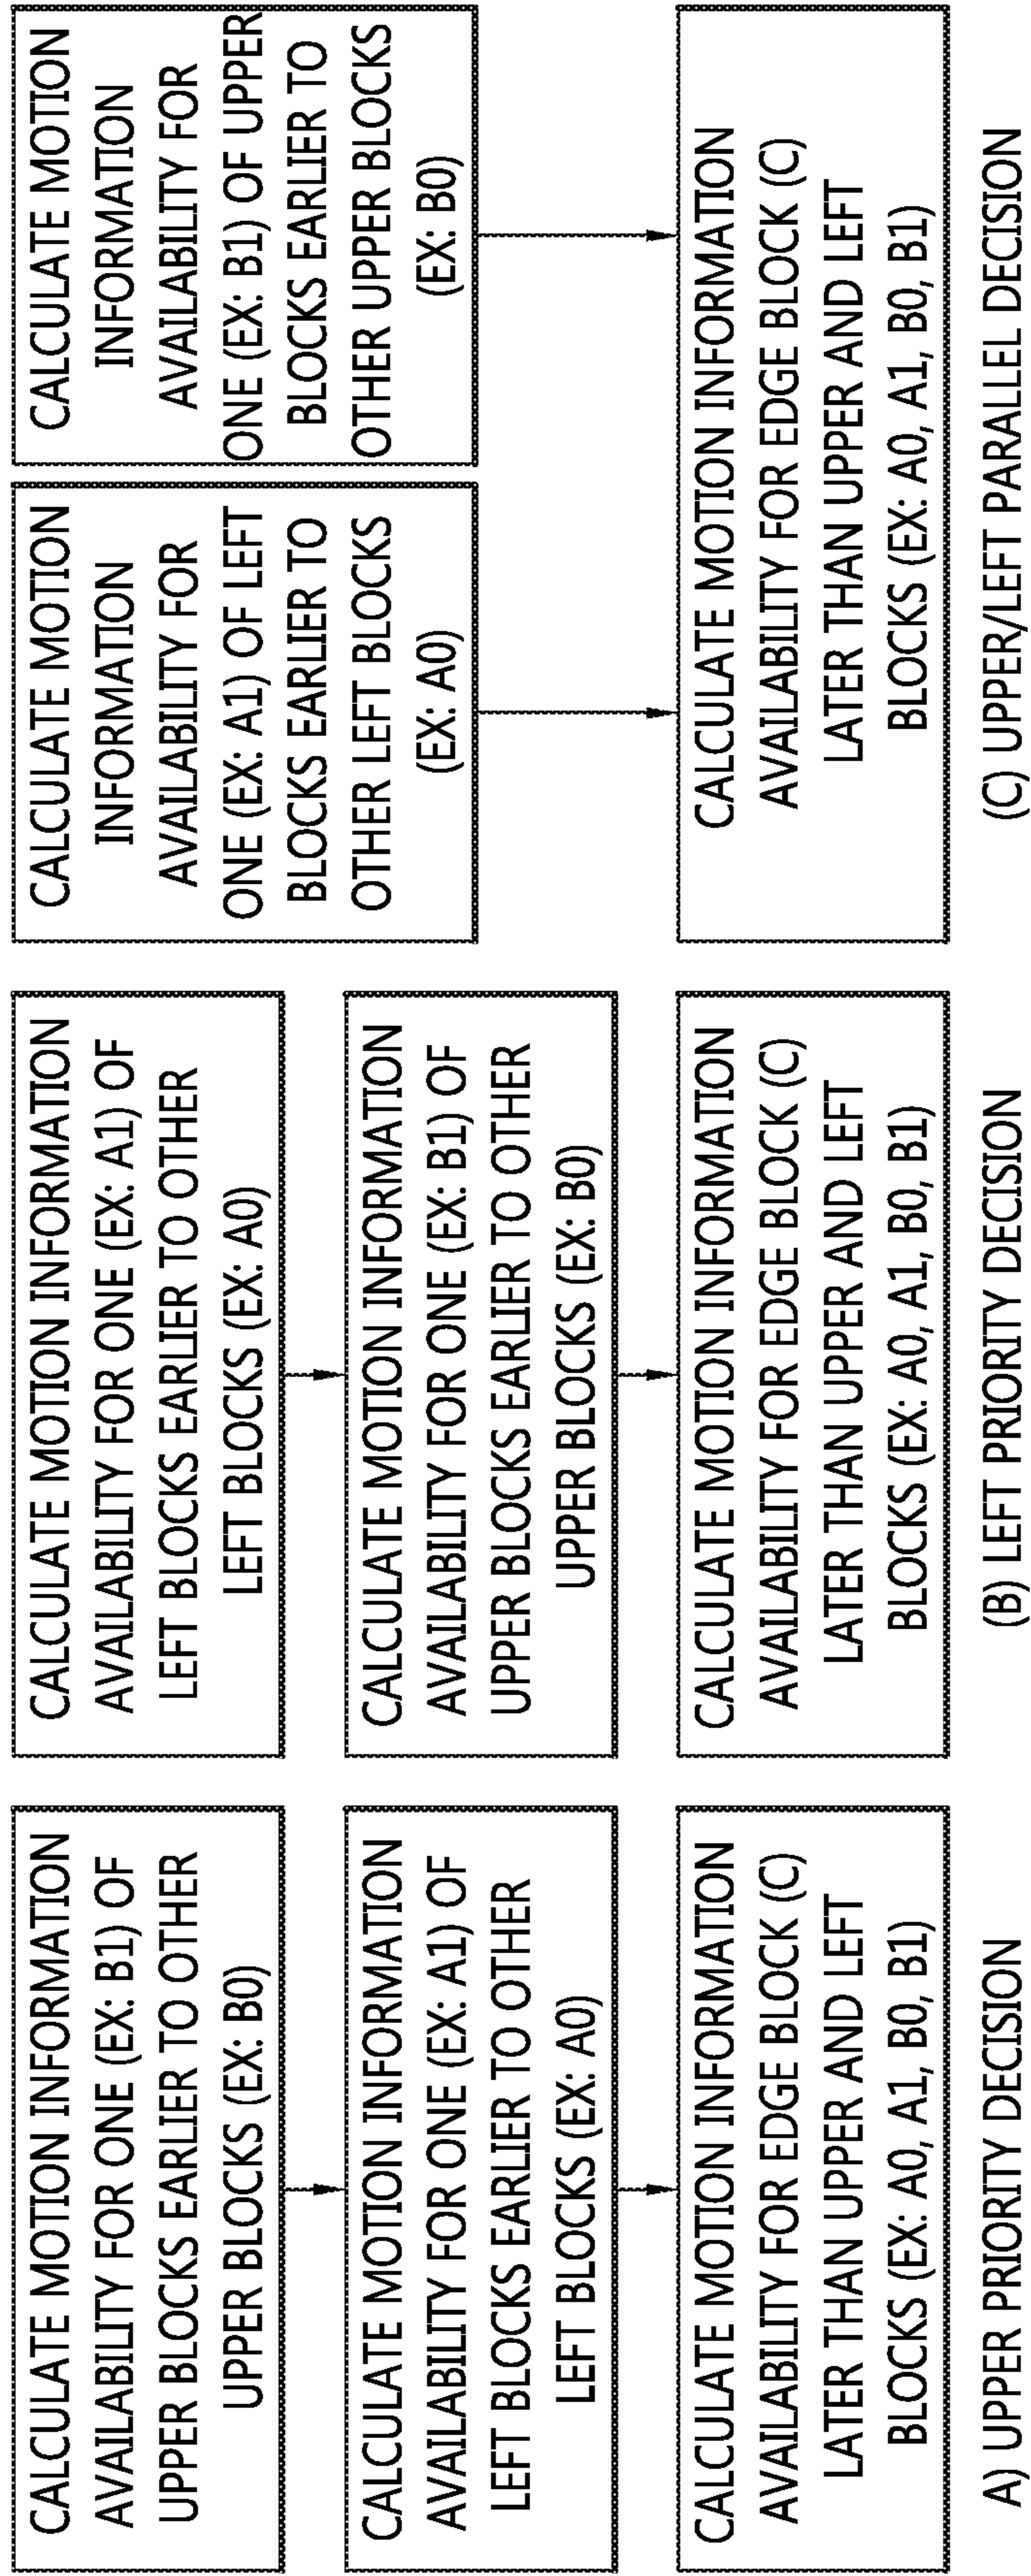 CALCULATE MOTION INFORMATION
AVAILABILITY FOR ONE (EX: B1) OF
UPPER BLOCKS EARLIER TO OTHER
UPPER BLOCKS (EX: B0)
CALCULATE MOTION INFORMATION
AVAILABILITY FOR ONE (EX: A1) OF
LEFT BLOCKS EARLIER TO OTHER
LEFT BLOCKS (EX: A0)
CALCULATE MOTION INFORMATION
AVAILABILITY FOR EDGE BLOCK (C)
LATER THAN UPPER AND LEFT
BLOCKS (EX: A0, A1, B0, B1)
A) UPPER PRIORITY DECISION
CALCULATE MOTION INFORMATION
AVAILABILITY FOR ONE (EX: A1) OF
LEFT BLOCKS EARLIER TO OTHER
LEFT BLOCKS (EX: A0)
CALCULATE MOTION INFORMATION
AVAILABILITY FOR ONE (EX: B1) OF
UPPER BLOCKS EARLIER TO OTHER
UPPER BLOCKS (EX: B0)
CALCULATE MOTION INFORMATION
AVAILABILITY FOR EDGE BLOCK (C)
LATER THAN UPPER AND LEFT
BLOCKS (EX: A0, A1, B0, B1)
(B) LEFT PRIORITY DECISION
CALCULATE MOTION
INFORMATION
AVAILABILITY FOR
ONE (EX: A1) OF LEFT
BLOCKS EARLIER TO
OTHER LEFT BLOCKS
(EX: A0)
CALCULATE MOTION
INFORMATION
AVAILABILITY FOR
ONE (EX: B1) OF UPPER
BLOCKS EARLIER TO
OTHER UPPER BLOCKS
(EX: B0)
CALCULATE MOTION INFORMATION
AVAILABILITY FOR EDGE BLOCK (C)
LATER THAN UPPER AND LEFT
BLOCKS (EX: A0, A1, B0, B1)
(C) UPPER/LEFT PARALLEL DECISION